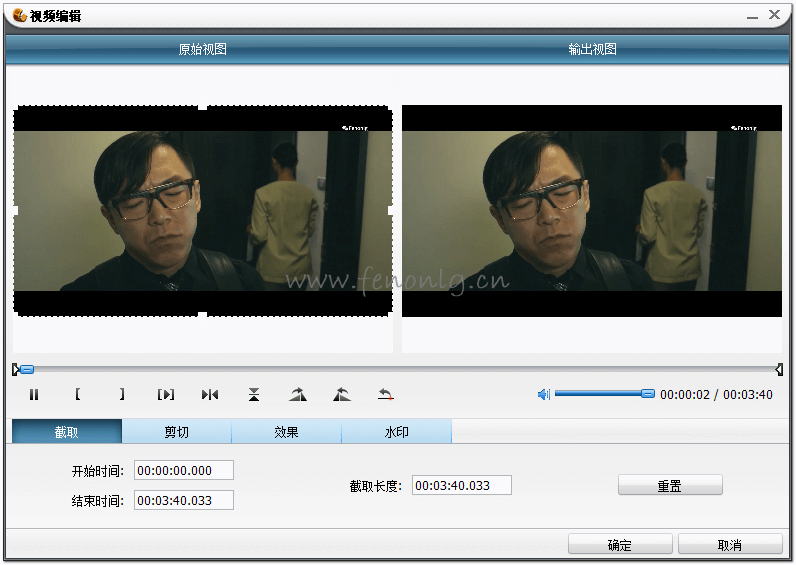 视频编辑
原始视图 输出视图
Fenonlg Fenonlg
www.fenonlg.cn
00:00:02 / 00:03:40
截取 剪切 效果 水印
开始时间: 00:00:00.000
截取长度: 00:03:40.033 重置
结束时间: 00:03:40.033
确定 取消